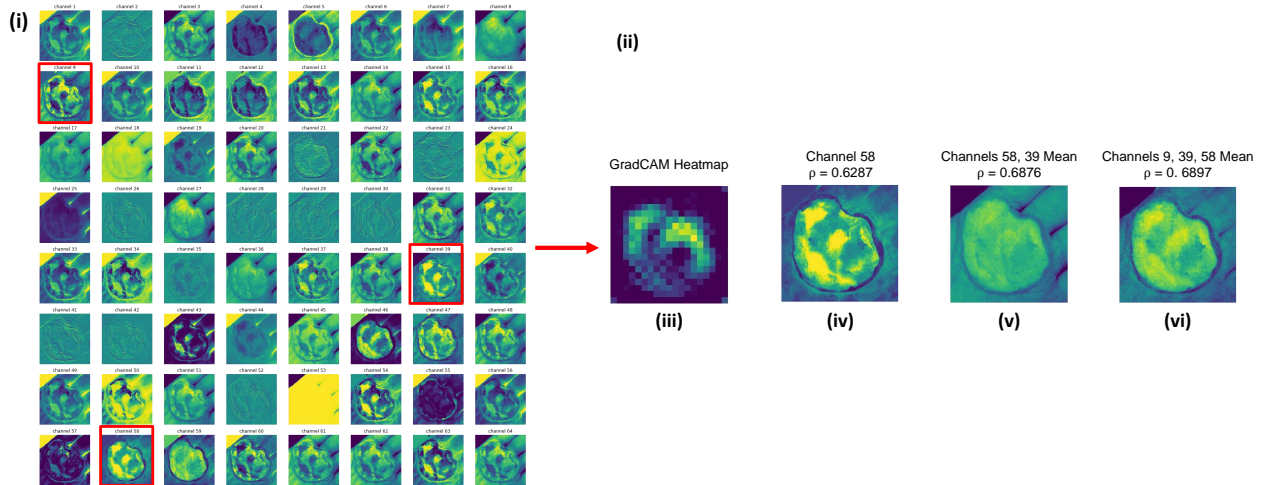 (i)
channel 1 channel 2 channel 3 channel 4 channel 5 channel 6 channel 7 channel 8
channel 9 channel 10 channel 11 channel 12 channel 13 channel 14 channel 15 channel 16
channel 17 channel 18 channel 19 channel 20 channel 21 channel 22 channel 23 channel 24
channel 25 channel 26 channel 27 channel 28 channel 29 channel 30 channel 31 channel 32
channel 33 channel 34 channel 35 channel 36 channel 37 channel 38 channel 39 channel 40
channel 41 channel 42 channel 43 channel 44 channel 45 channel 46 channel 47 channel 48
channel 49 channel 50 channel 51 channel 52 channel 53 channel 54 channel 55 channel 56
channel 57 channel 58 channel 59 channel 60 channel 61 channel 62 channel 63 channel 64
(ii)
GradCAM Heatmap
(iii)
Channel 58
ρ = 0.6287
(iv)
Channels 58, 39 Mean
ρ = 0.6876
(v)
Channels 9, 39, 58 Mean
ρ = 0. 6897
(vi)